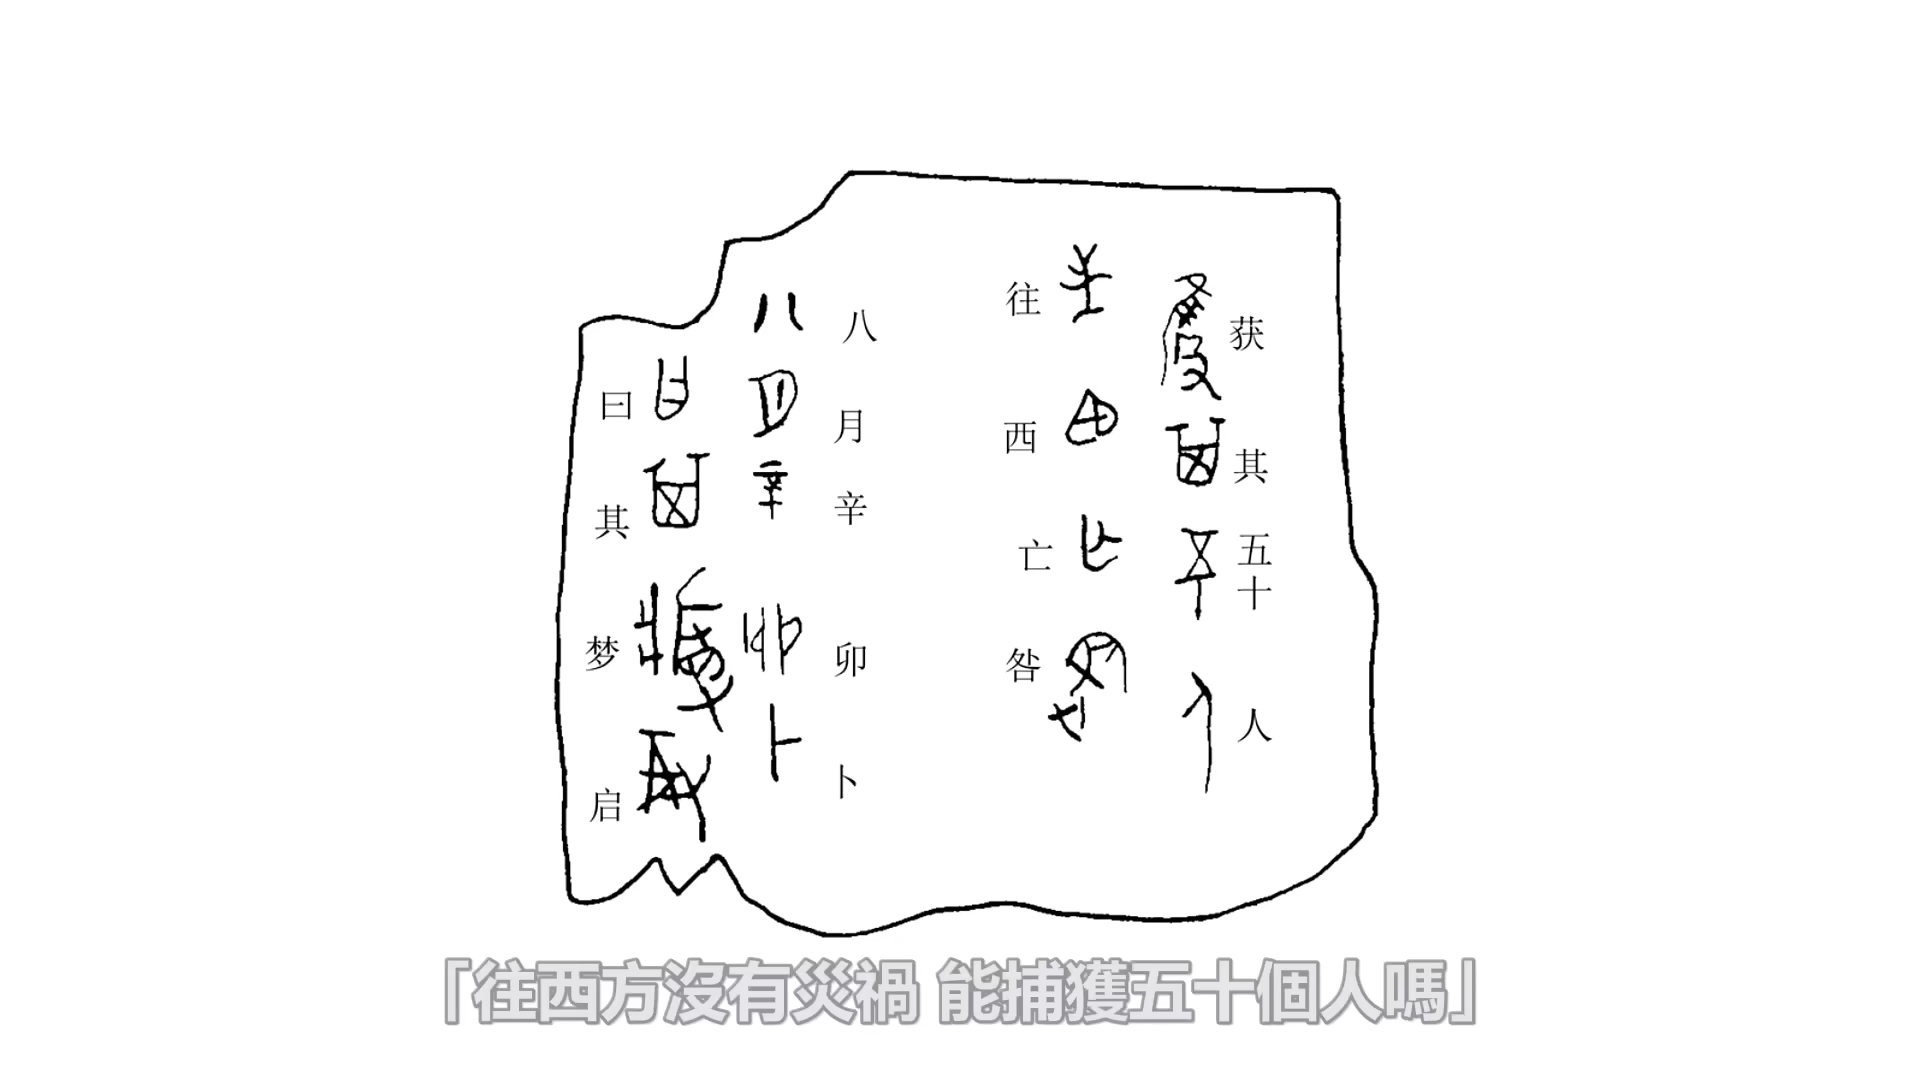 获其五十人
往西亡咎
八月辛卯卜
曰其梦启
「往西方沒有災禍 能捕獲五十個人嗎」